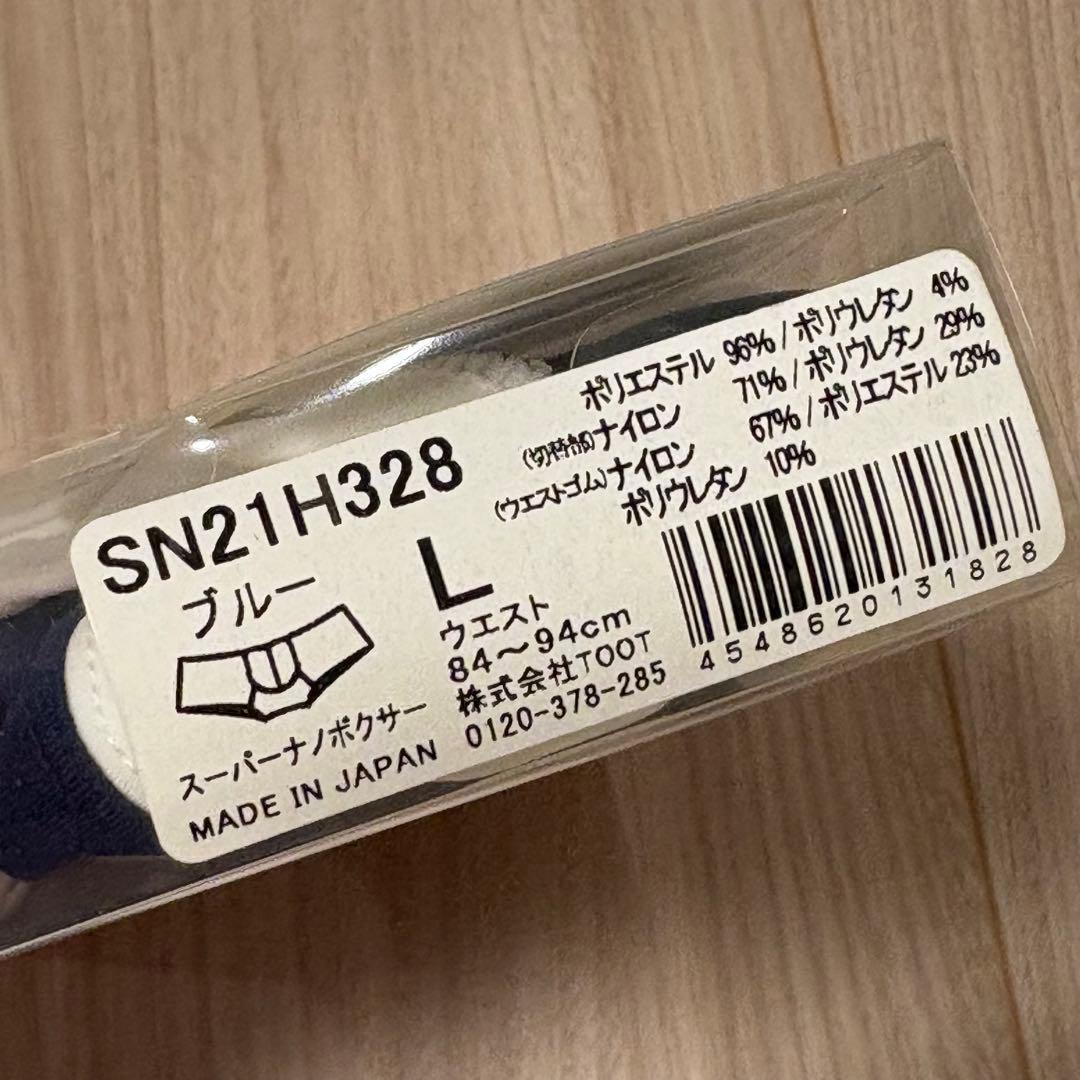 SN21H328
ブルー
スーパーナノボクサー
MADE IN JAPAN
L
ウエスト
84～94cm
株式会社TOOT
0120-378-285
ポリエステル 96% / ポリウレタン 4%
(切替部)ナイロン 71% / ポリウレタン 29%
(ウエストゴム)ナイロン 67% / ポリエステル 23%
ポリウレタン 10%
4548620131828